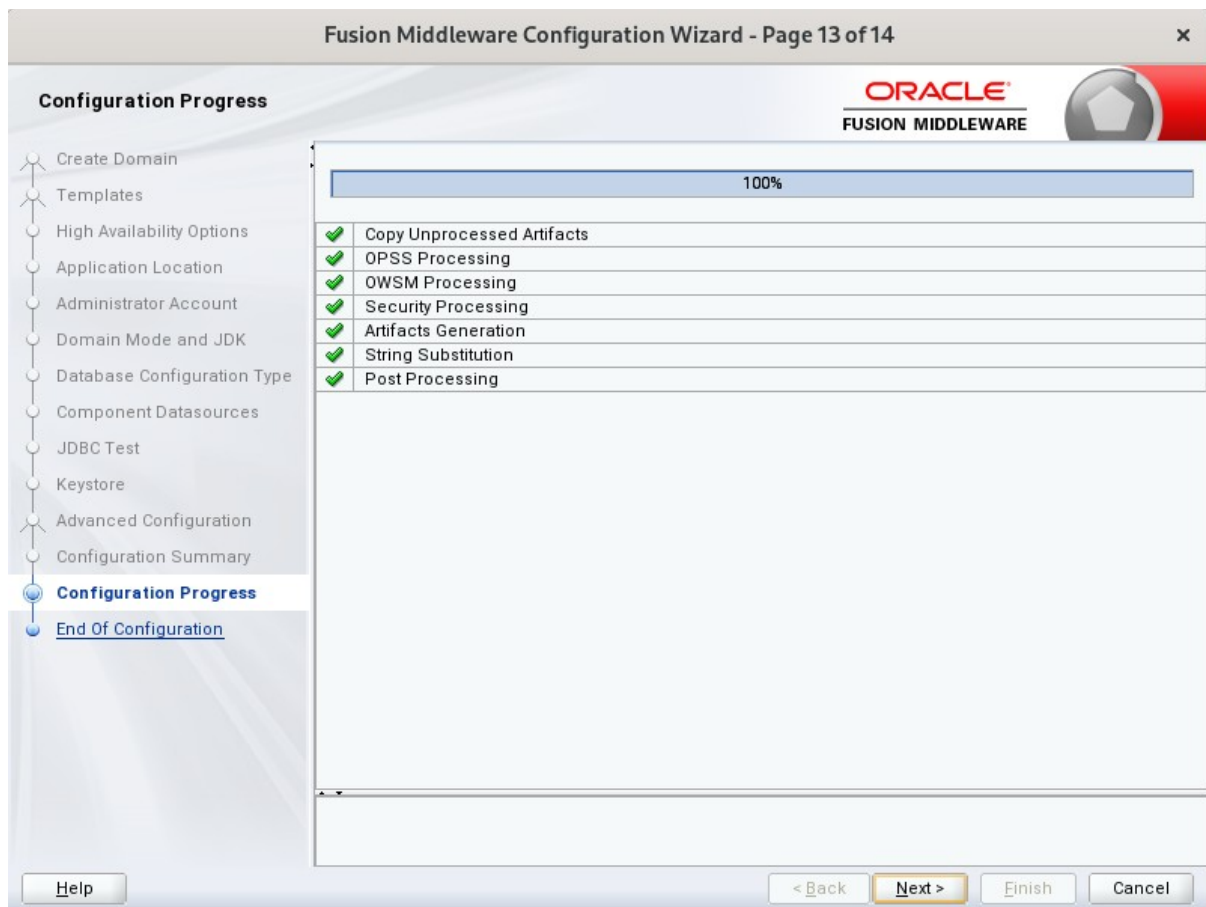 Fusion Middleware Configuration Wizard - Page 13 of 14
Configuration Progress
ORACLE
FUSION MIDDLEWARE
Create Domain
Templates
High Availability Options
Application Location
Administrator Account
Domain Mode and JDK
Database Configuration Type
Component Datasources
JDBC Test
Keystore
Advanced Configuration
Configuration Summary
Configuration Progress
End Of Configuration
100%
Copy Unprocessed Artifacts
OPSS Processing
OWSM Processing
Security Processing
Artifacts Generation
String Substitution
Post Processing
Help
< Back
Next >
Finish
Cancel